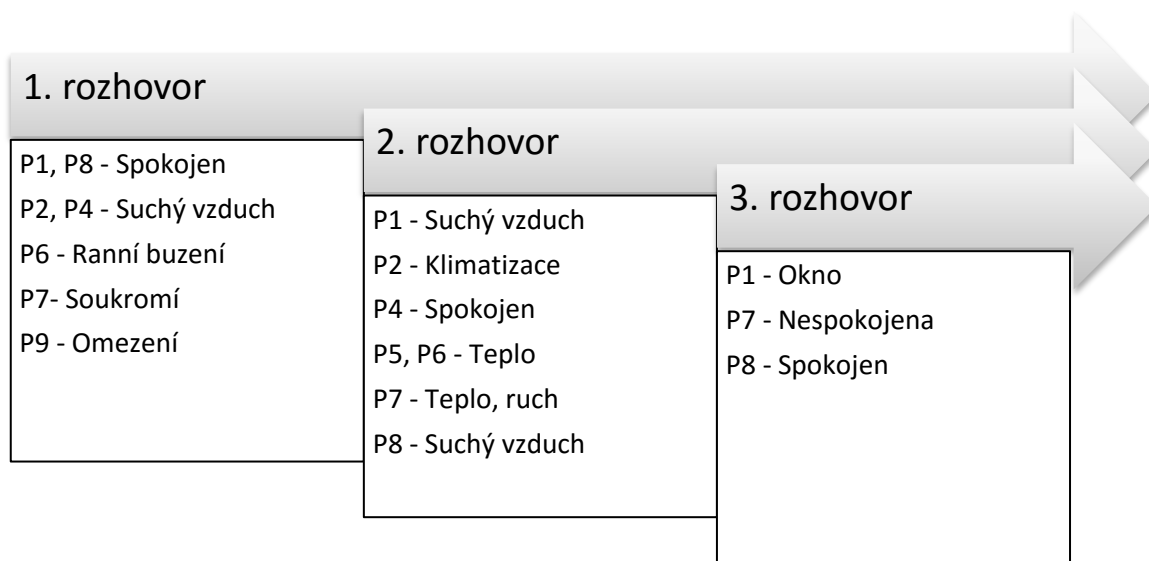 1. rozhovor
P1, P8 - Spokojen
P2, P4 - Suchý vzduch
P6 - Ranní buzení
P7- Soukromí
P9 - Omezení
2. rozhovor
P1 - Suchý vzduch
P2 - Klimatizace
P4 - Spokojen
P5, P6 - Teplo
P7 - Teplo, ruch
P8 - Suchý vzduch
3. rozhovor
P1 - Okno
P7 - Nespokojena
P8 - Spokojen